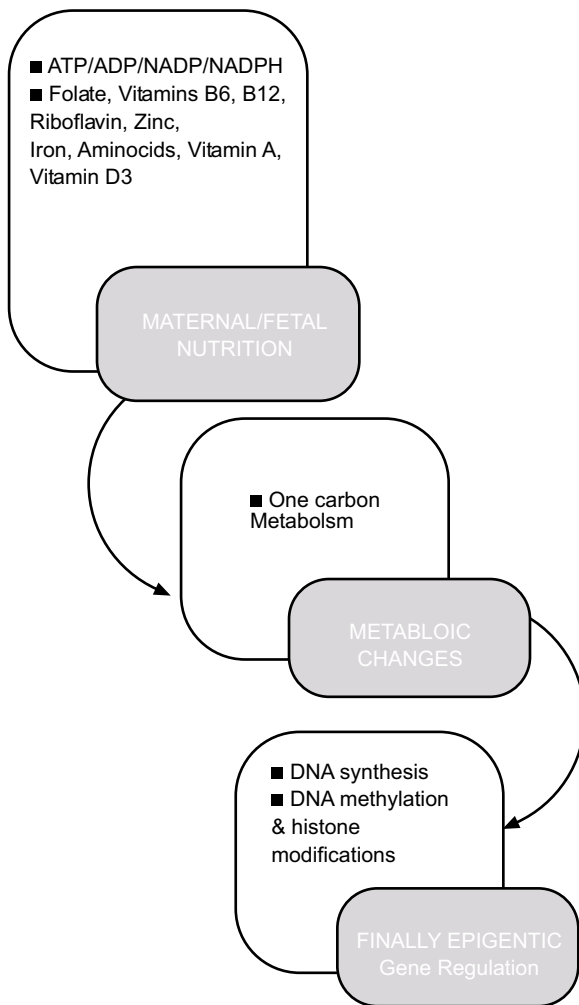 ■ ATP/ADP/NADP/NADPH
■ Folate, Vitamins B6, B12,
Riboflavin, Zinc,
Iron, Aminocids, Vitamin A,
Vitamin D3
MATERNAL/FETAL
NUTRITION
■ One carbon
Metabolsm
METABLOIC
CHANGES
■ DNA synthesis
■ DNA methylation
& histone
modifications
FINALLY EPIGENTIC
Gene Regulation